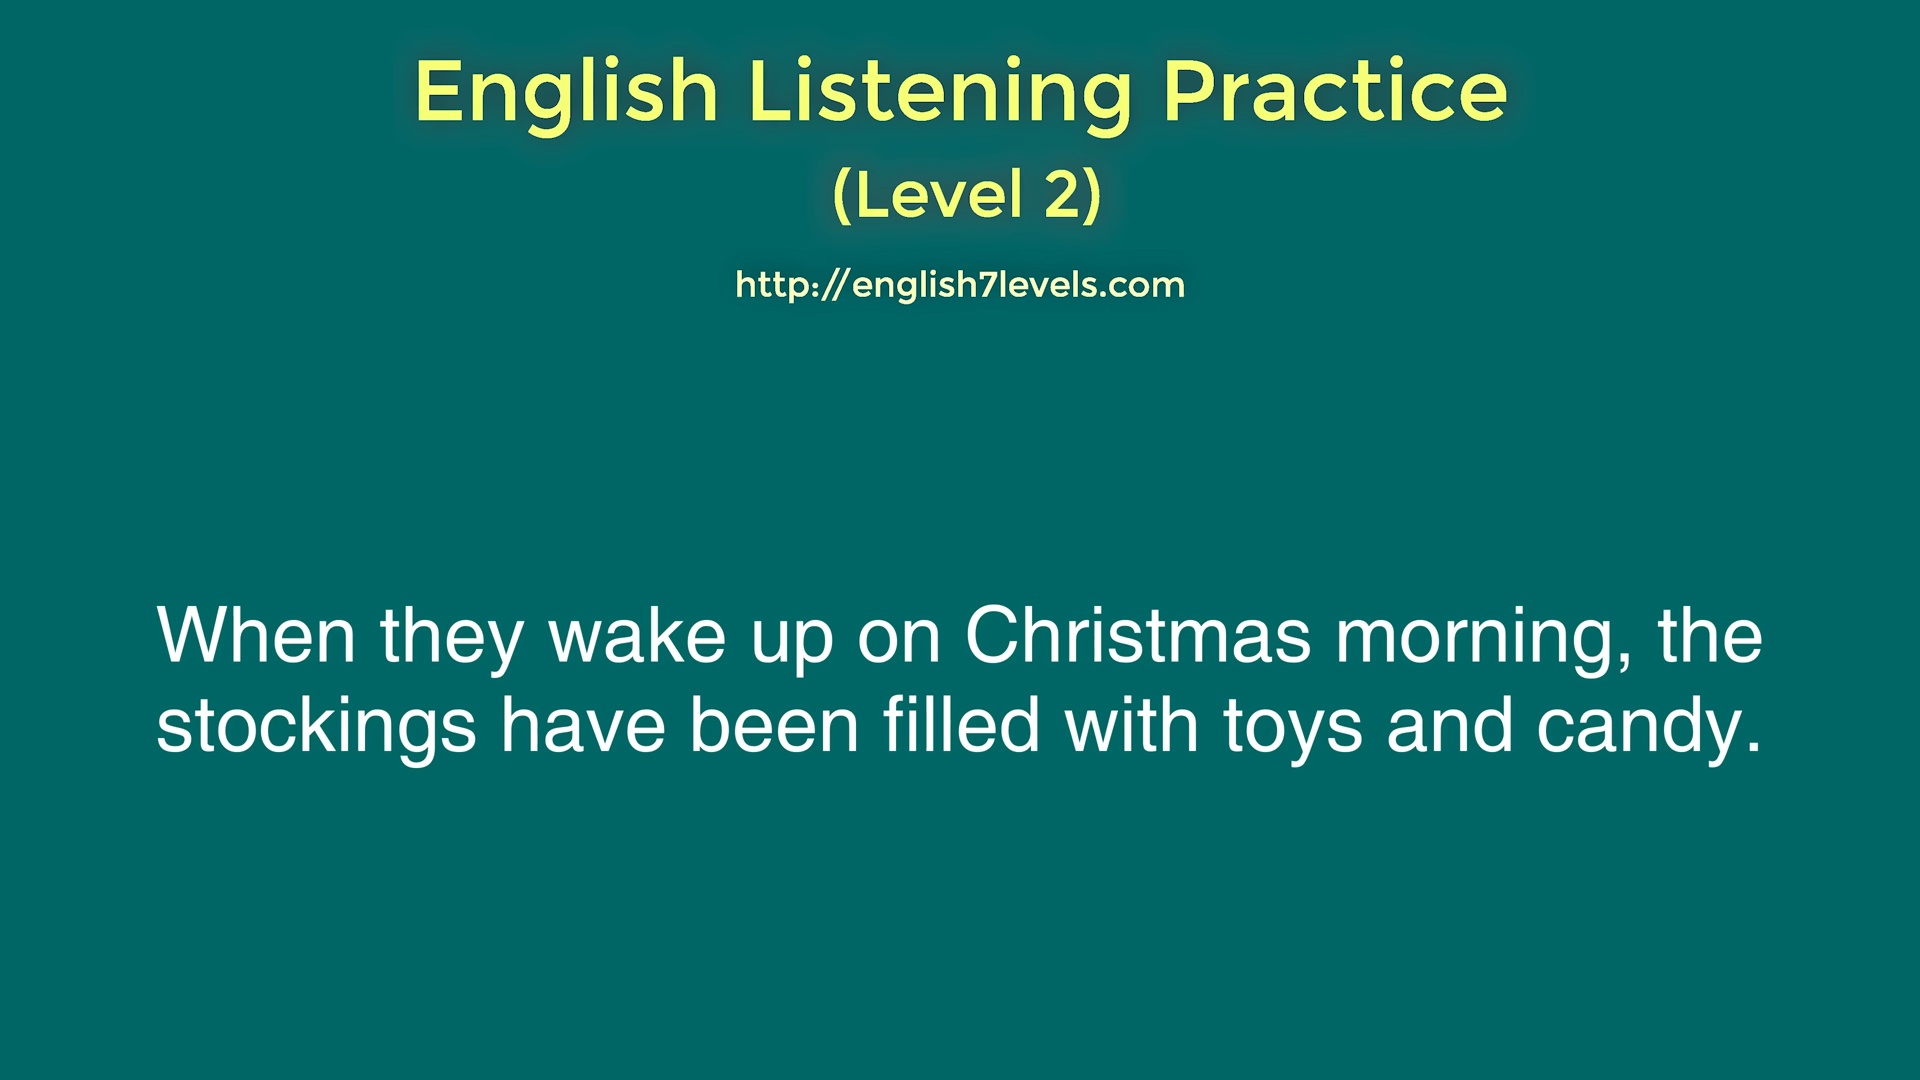 English Listening Practice
(Level 2)
http://english7levels.com
When they wake up on Christmas morning, the
stockings have been filled with toys and candy.